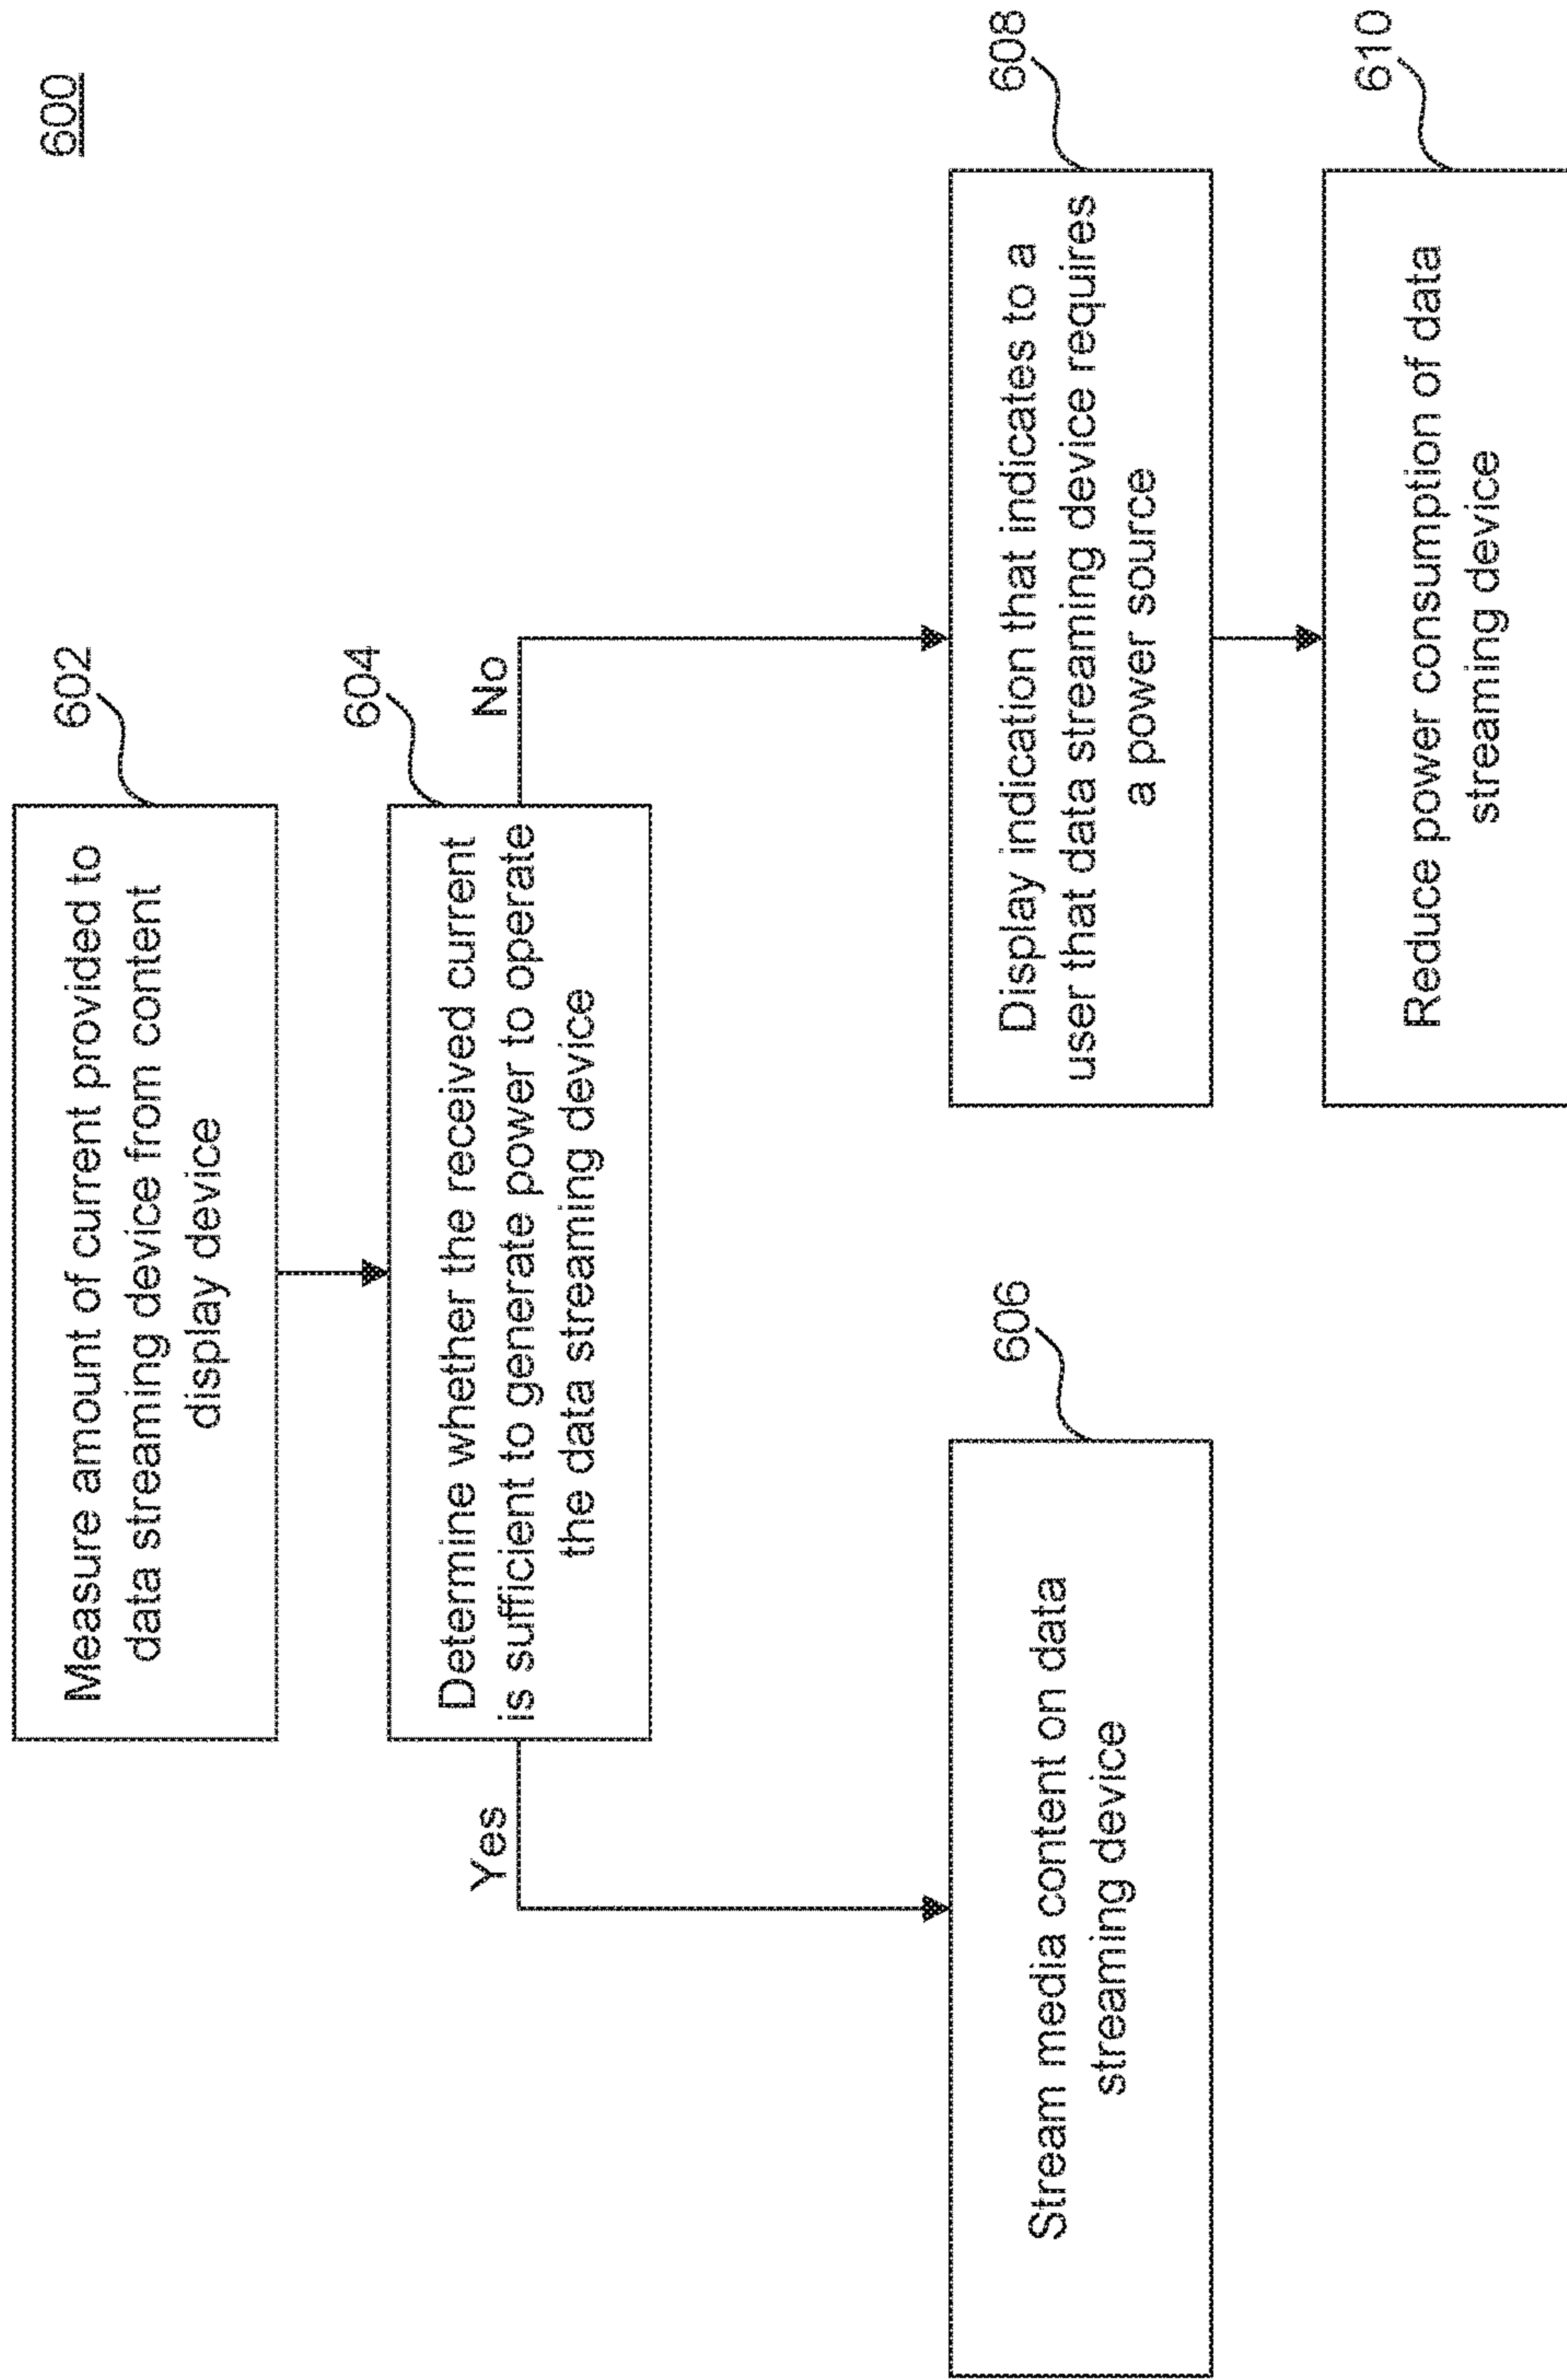 600
602
Measure amount of current provided to
data streaming device from content
display device
604
Determine whether the received current
is sufficient to generate power to operate
the data streaming device
Yes
No
606
Stream media content on data
streaming device
608
Display indication that indicates to a
user that data streaming device requires
a power source
610
Reduce power consumption of data
streaming device